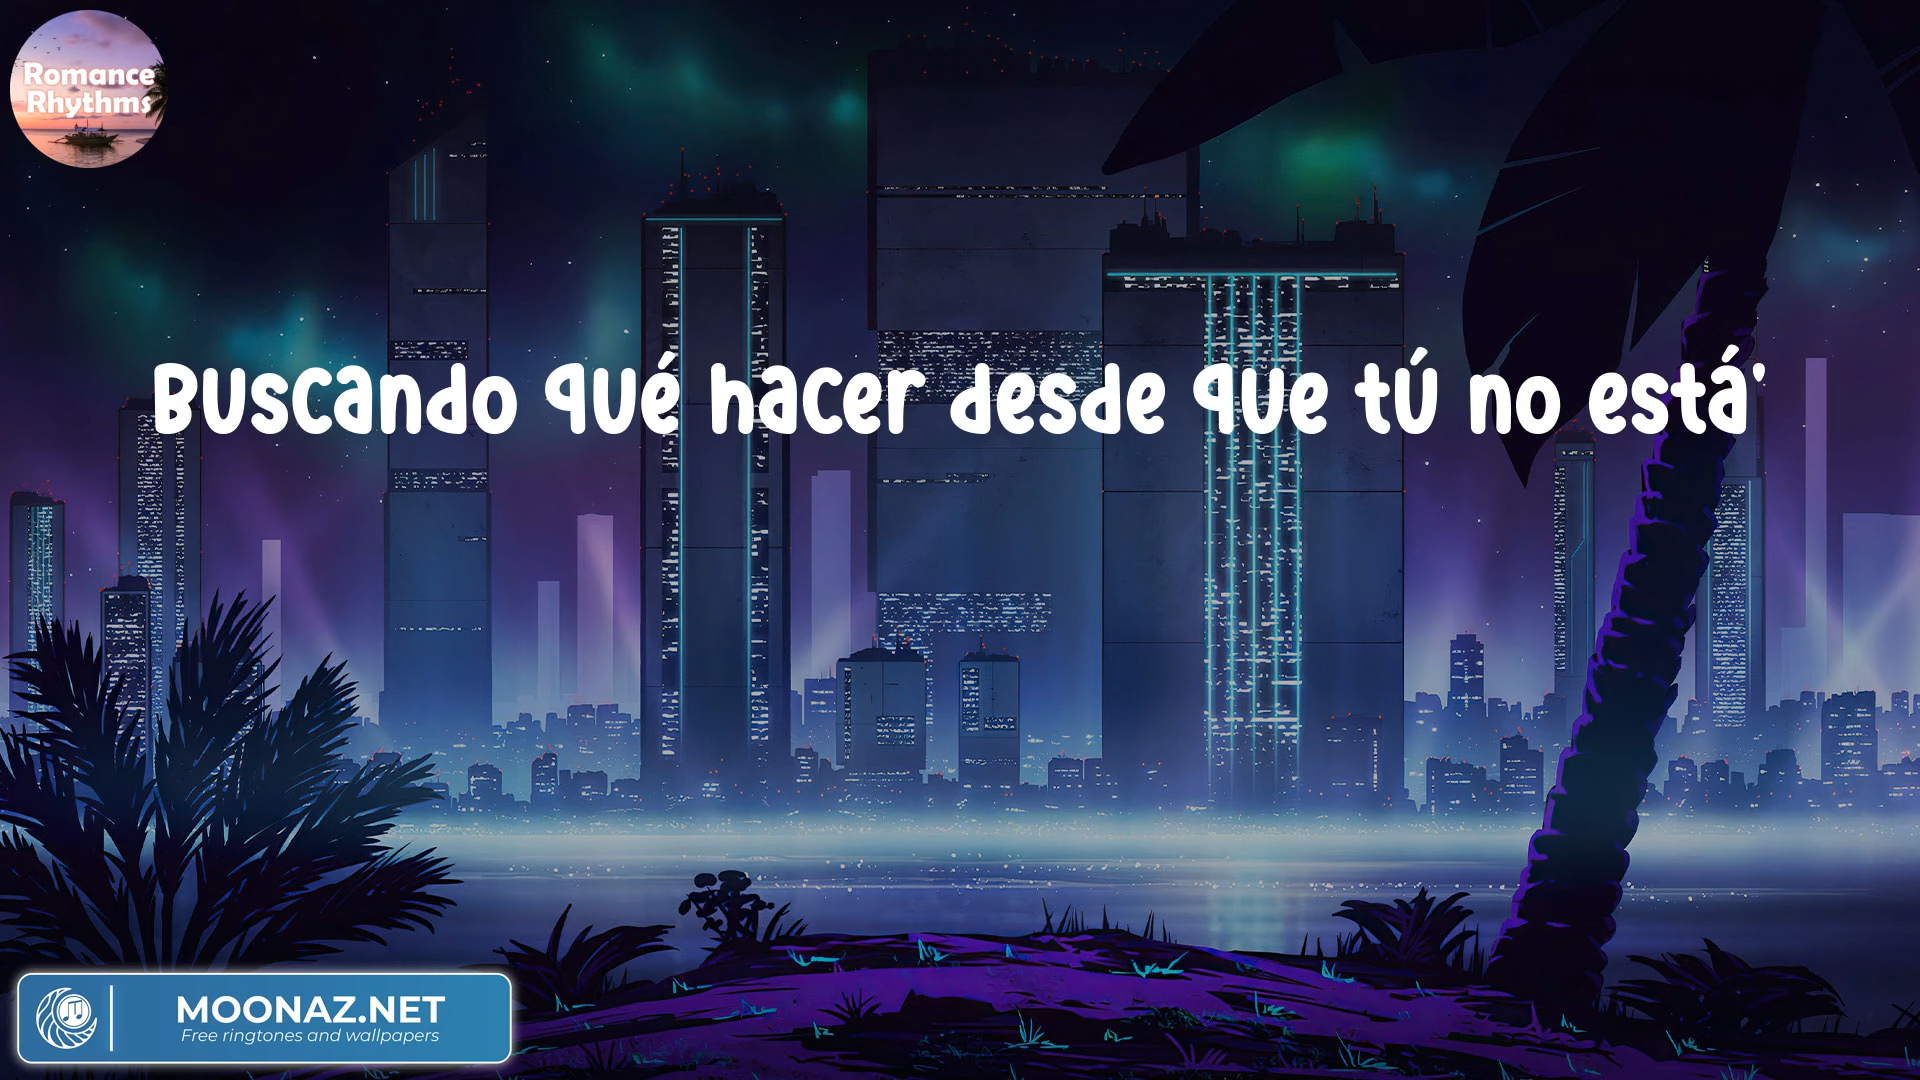 Romance
Rhythms
Buscando qué hacer desde que tú no está'
MOONAZ.NET
Free ringtones and wallpapers